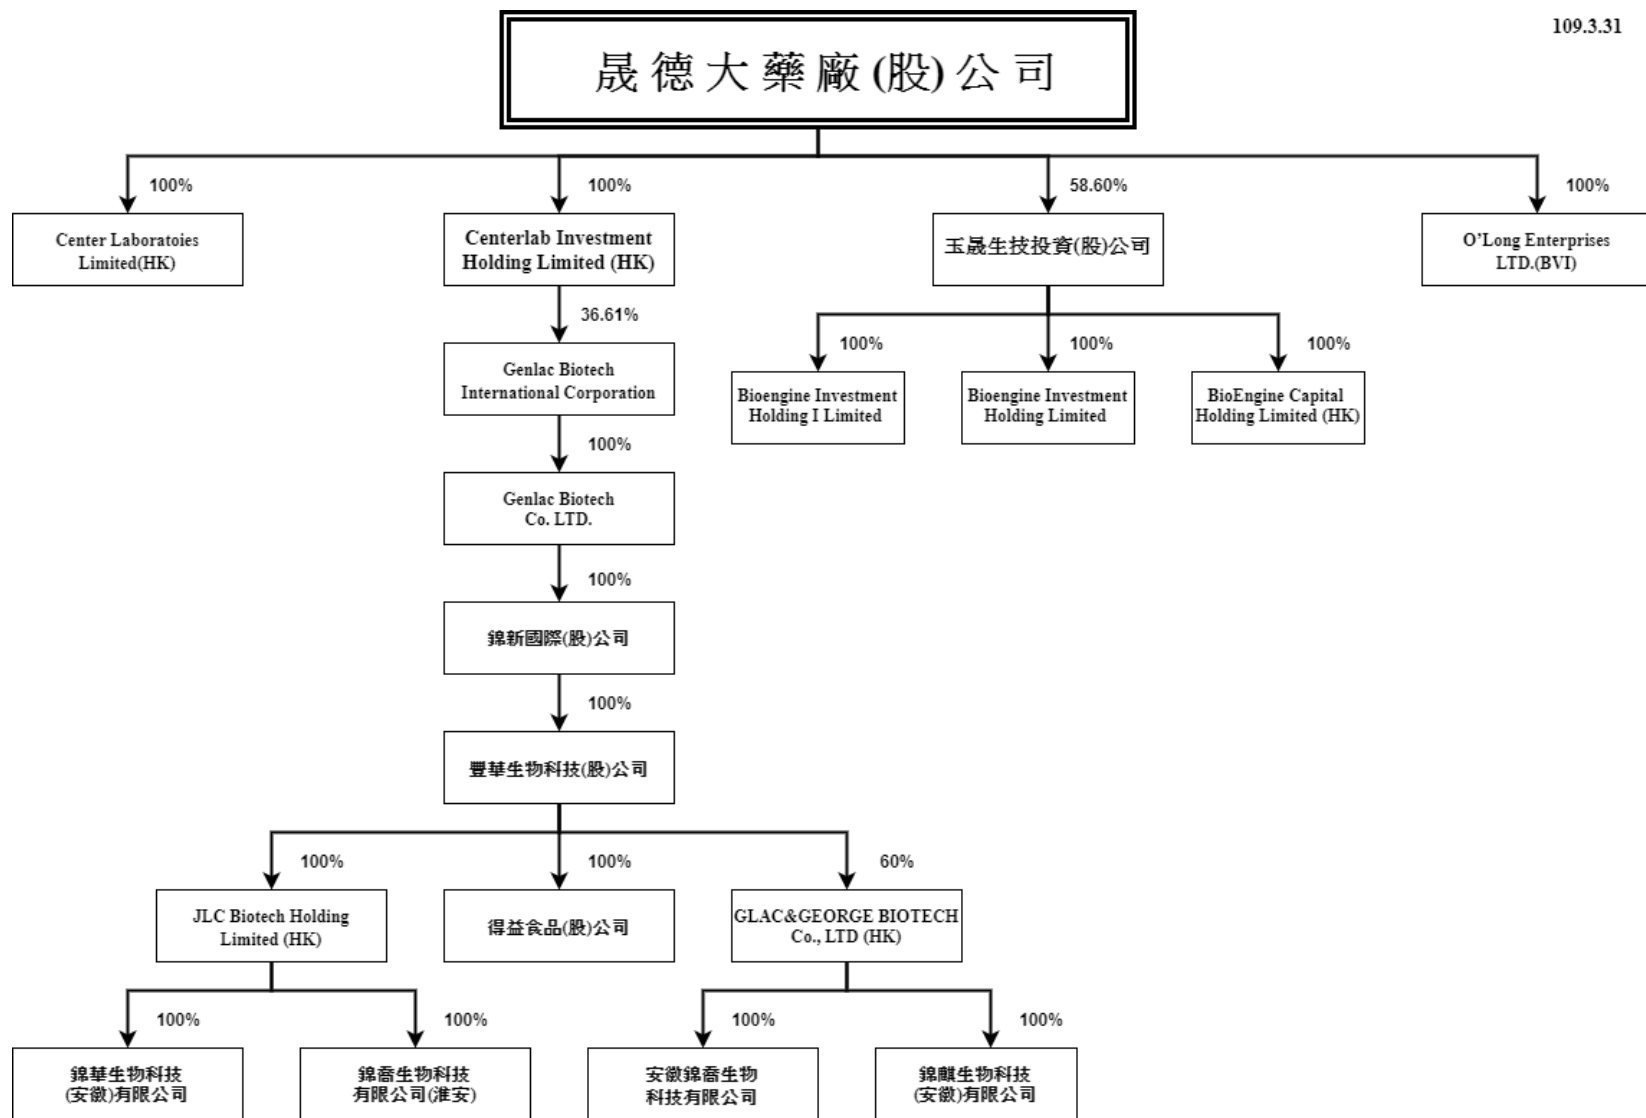 109.3.31
晟德大藥廠(股)公司
100%
100%
58.60%
100%
Center Laboratoies
Limited(HK)
Centerlab Investment
Holding Limited (HK)
玉晟生技投資(股)公司
O’Long Enterprises
LTD.(BVI)
36.61%
100%
100%
100%
Genlac Biotech
International Corporation
Bioengine Investment
Holding I Limited
Bioengine Investment
Holding Limited
BioEngine Capital
Holding Limited (HK)
100%
Genlac Biotech
Co. LTD.
100%
錦新國際(股)公司
100%
豐華生物科技(股)公司
100%
100%
60%
JLC Biotech Holding
Limited (HK)
得益食品(股)公司
GLAC&GEORGE BIOTECH
Co., LTD (HK)
100%
100%
100%
100%
錦華生物科技
(安徽)有限公司
錦喬生物科技
有限公司(淮安)
安徽錦喬生物
科技有限公司
錦麒生物科技
(安徽)有限公司